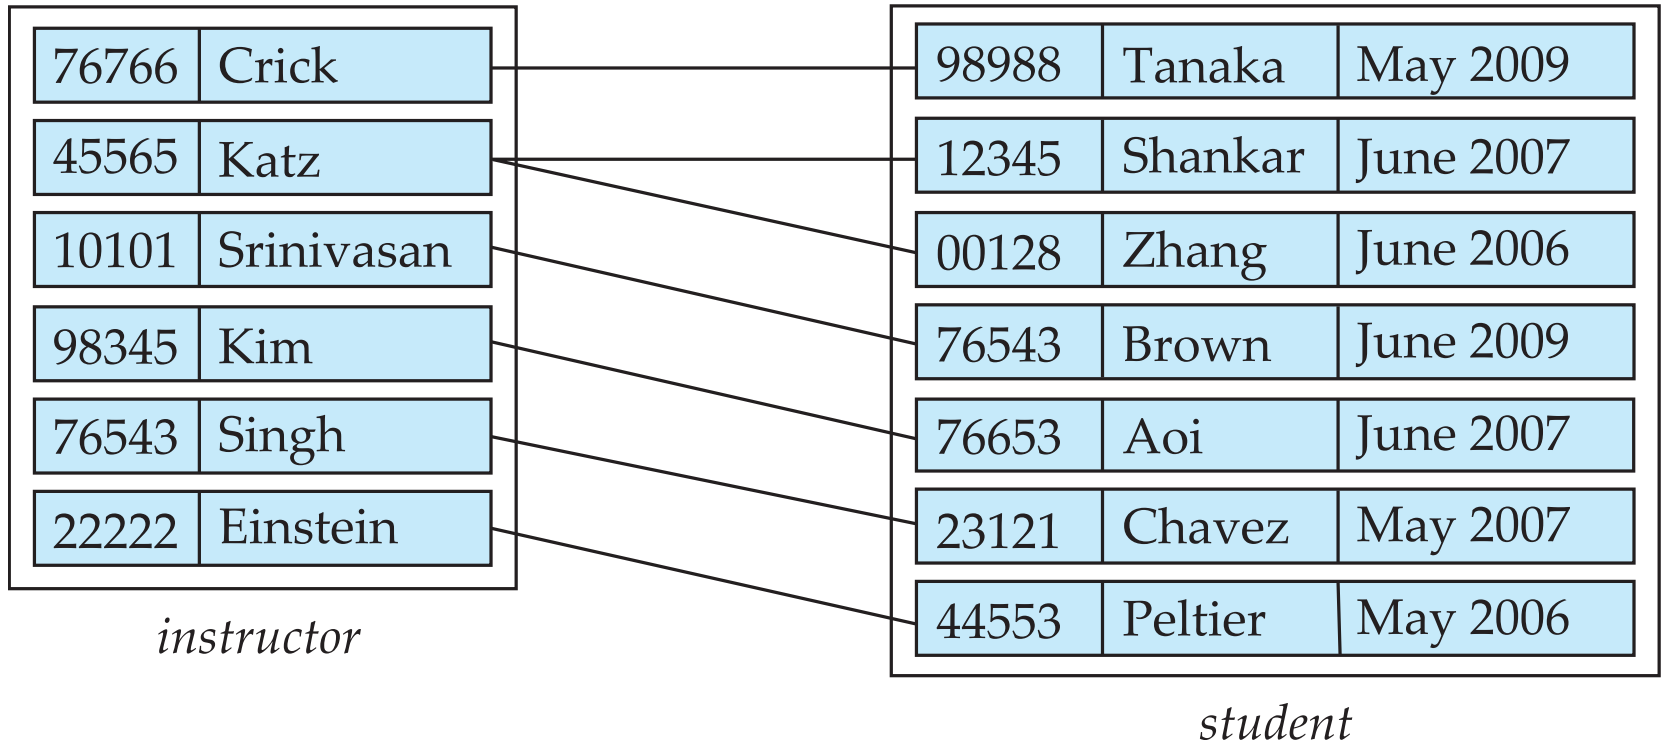 76766 Crick
45565 Katz
10101 Srinivasan
98345 Kim
76543 Singh
22222 Einstein
instructor
98988 Tanaka May 2009
12345 Shankar June 2007
00128 Zhang June 2006
76543 Brown June 2009
76653 Aoi June 2007
23121 Chavez May 2007
44553 Peltier May 2006
student